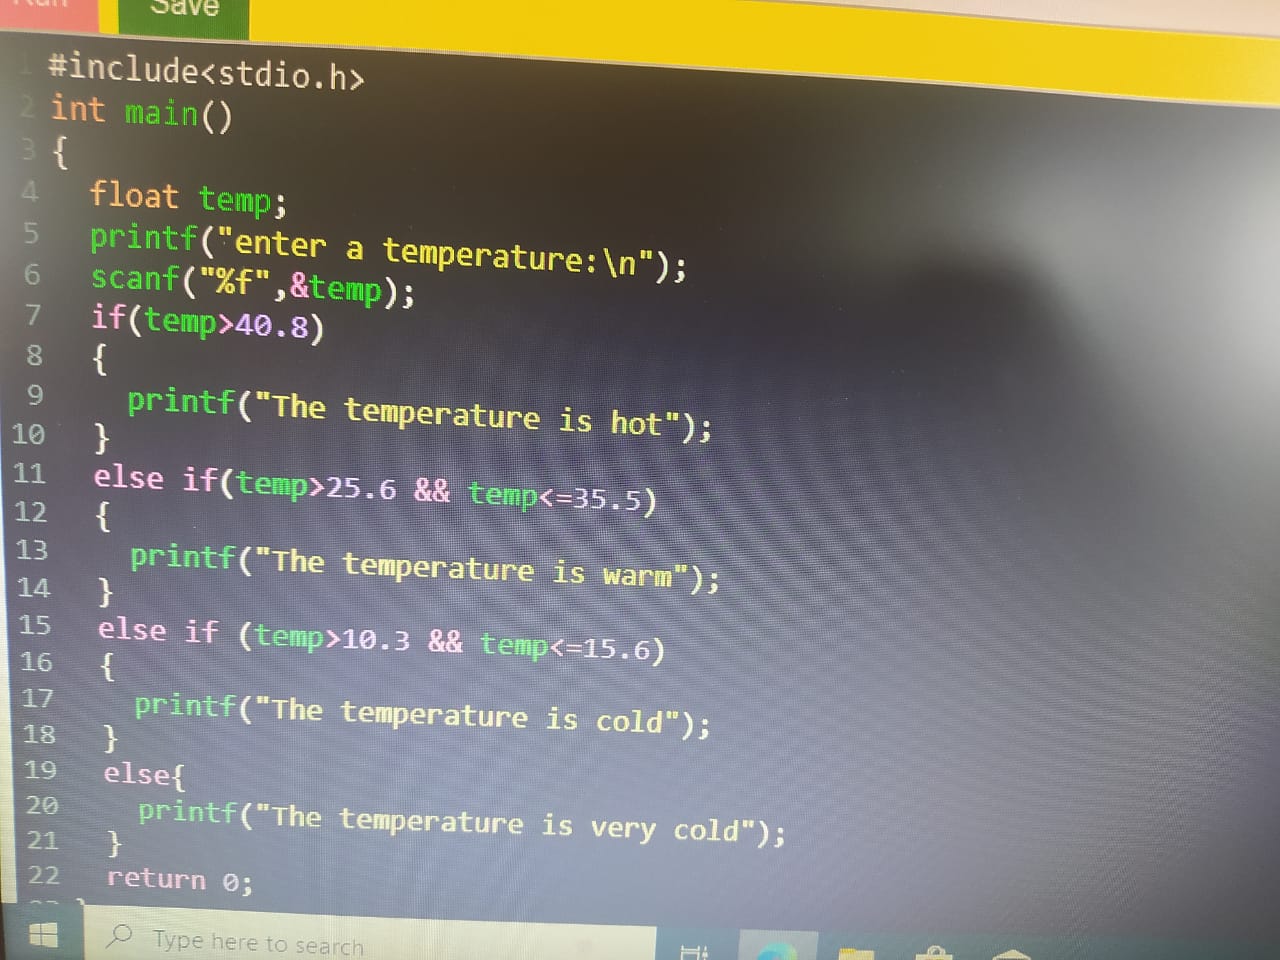 Run Save
1 #include<stdio.h>
2 int main()
3 {
4 float temp;
5 printf("enter a temperature:\n");
6 scanf("%f",&temp);
7 if(temp>40.8)
8 {
9 printf("The temperature is hot");
10 }
11 else if(temp>25.6 && temp<=35.5)
12 {
13 printf("The temperature is warm");
14 }
15 else if (temp>10.3 && temp<=15.6)
16 {
17 printf("The temperature is cold");
18 }
19 else{
20 printf("The temperature is very cold");
21 }
22 return 0;
23 }
Type here to search